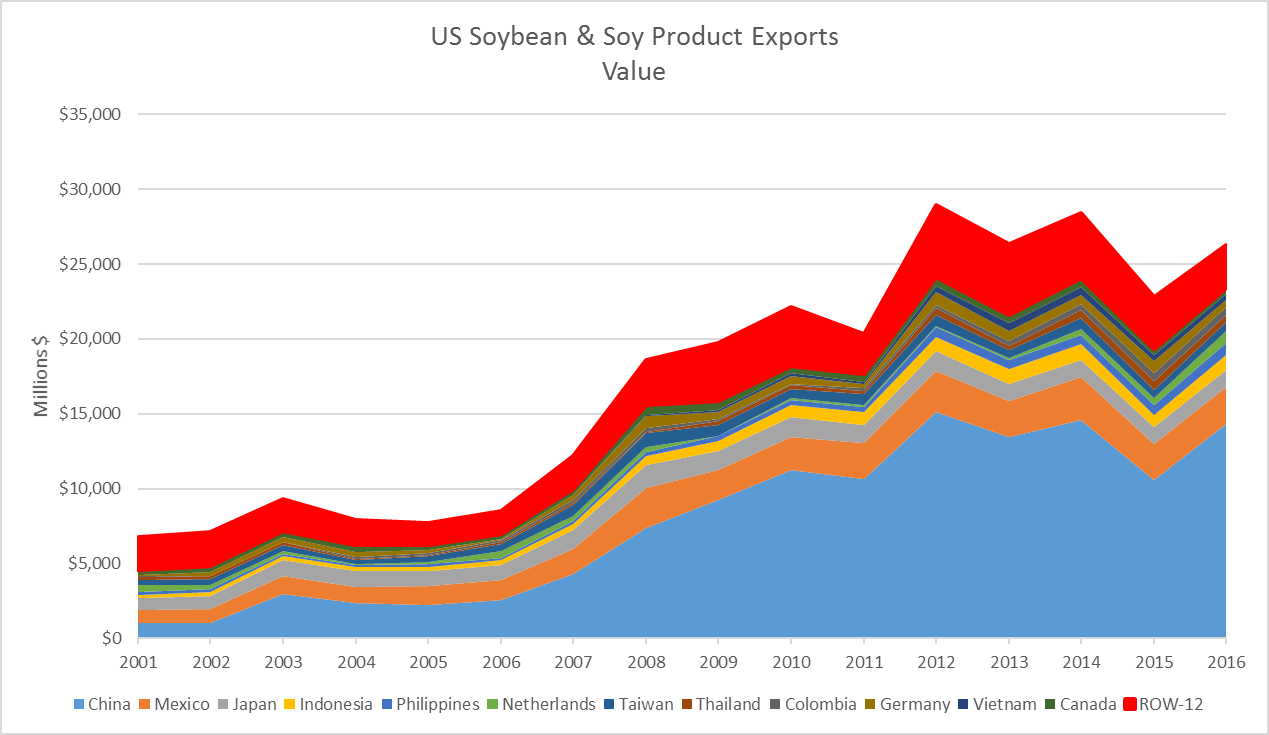 US Soybean & Soy Product Exports
Value
$35,000
$30,000
$25,000
$20,000
$15,000
$10,000
$5,000
$0
Millions $
2001 2002 2003 2004 2005 2006 2007 2008 2009 2010 2011 2012 2013 2014 2015 2016
China Mexico Japan Indonesia Philippines Netherlands Taiwan Thailand Colombia Germany Vietnam Canada ROW-12